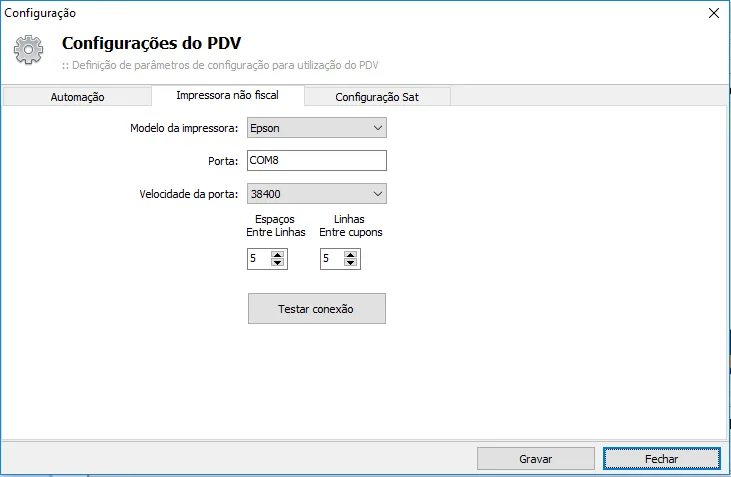 Configuração
Configurações do PDV
:: Definição de parâmetros de configuração para utilização do PDV
Automação
Impressora não fiscal
Configuração Sat
Modelo da impressora:
Epson
Porta:
COM8
Velocidade da porta:
38400
Espaços
Entre Linhas
Linhas
Entre cupons
5
5
Testar conexão
Gravar
Fechar